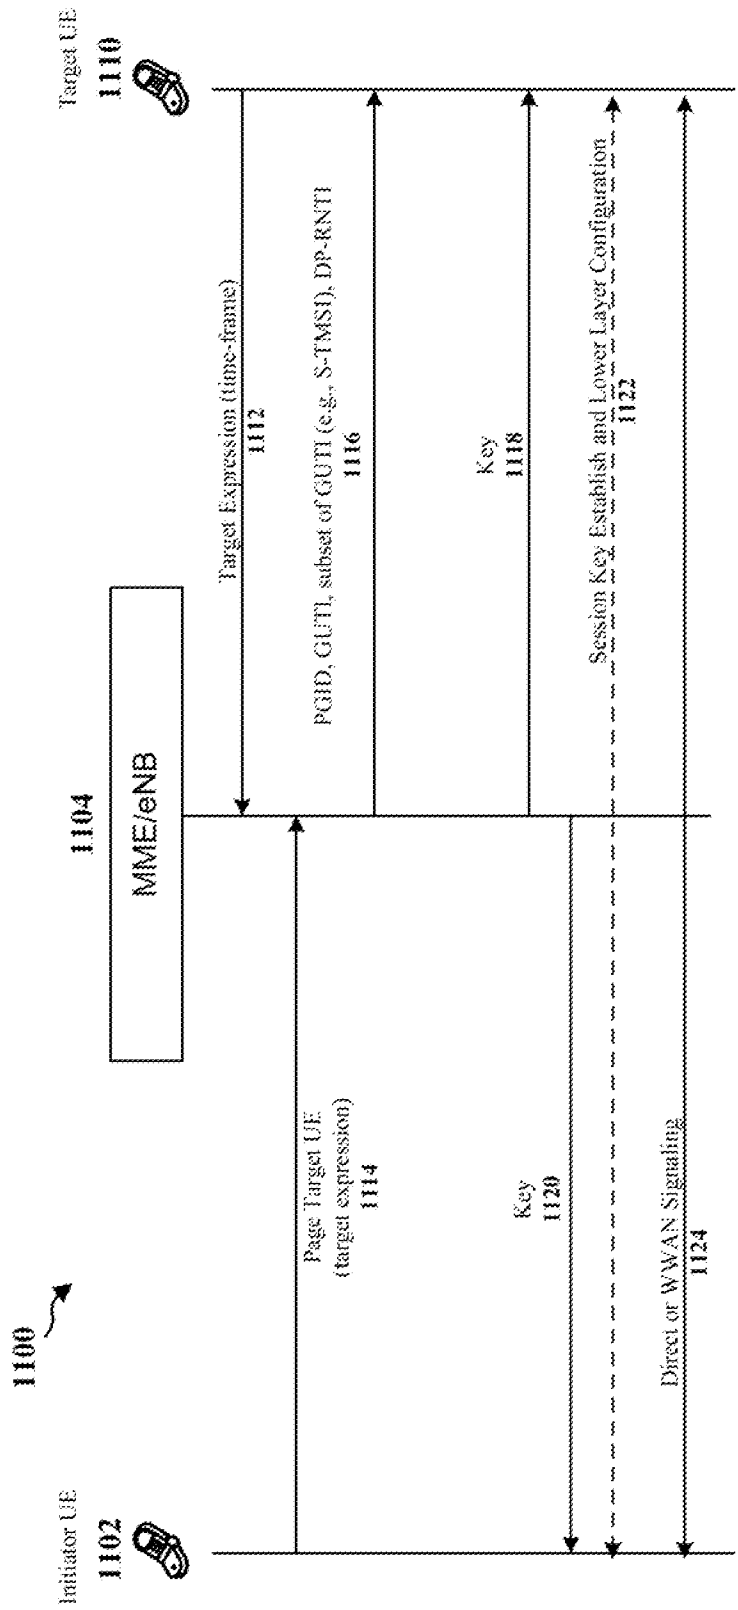 1100
Initiator UE
1102
1104
MME/eNB
Target UE
1110
Target Expression (time-frame)
1112
Page Target UE
(target expression)
1114
PGID, GUTI, subset of GUTI (e.g., S-TMSI), DP-RNTI
1116
Key
1118
Key
1120
Session Key Establish and Lower Layer Configuration
1122
Direct or WWAN Signaling
1124